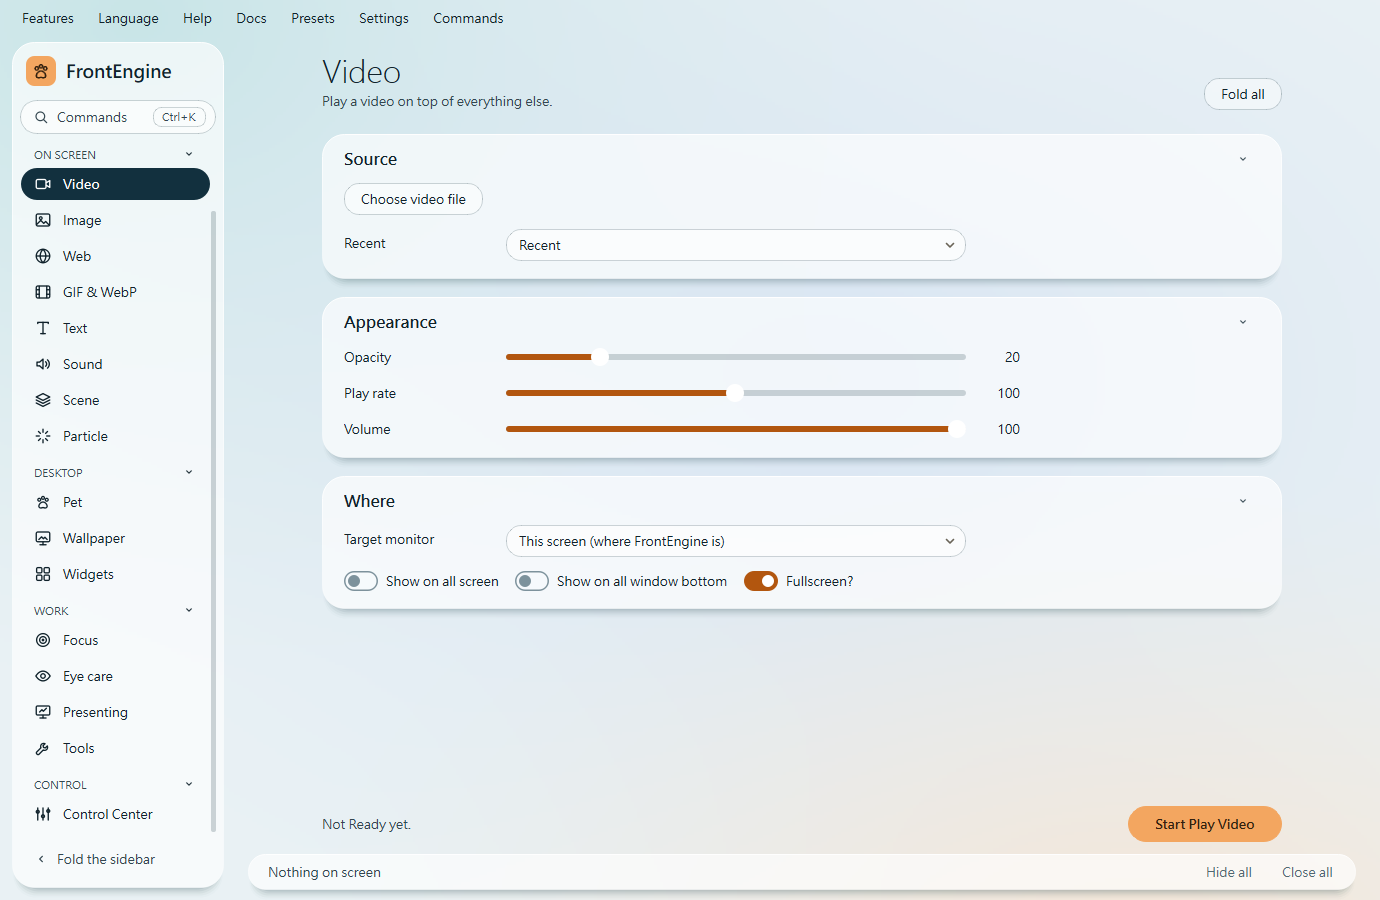 Features Language Help Docs Presets Settings Commands
FrontEngine
Commands Ctrl+K
ON SCREEN
Video
Image
Web
GIF & WebP
Text
Sound
Scene
Particle
DESKTOP
Pet
Wallpaper
Widgets
WORK
Focus
Eye care
Presenting
Tools
CONTROL
Control Center
Fold the sidebar
Video
Play a video on top of everything else.
Fold all
Source
Choose video file
Recent Recent
Appearance
Opacity 20
Play rate 100
Volume 100
Where
Target monitor This screen (where FrontEngine is)
Show on all screen Show on all window bottom Fullscreen?
Not Ready yet. Start Play Video
Nothing on screen Hide all Close all